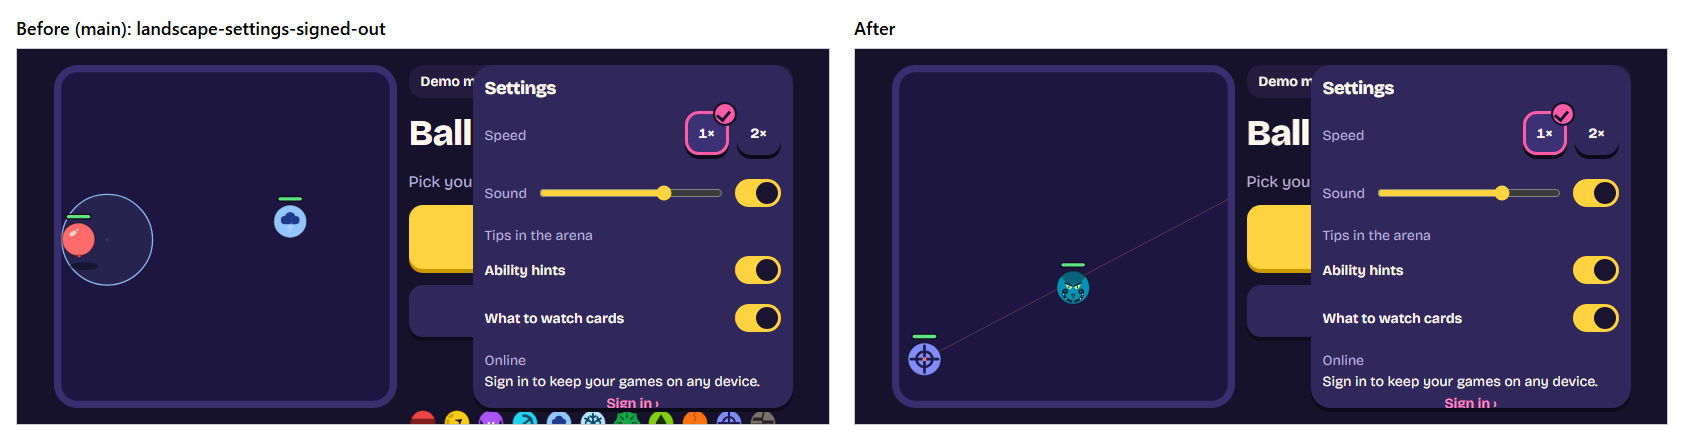 Before (main): landscape-settings-signed-out
After
Demo m
Ball
Pick you
Settings
Speed
1×
2×
Sound
Tips in the arena
Ability hints
What to watch cards
Online
Sign in to keep your games on any device.
Sign in ›
Demo m
Ball
Pick you
Settings
Speed
1×
2×
Sound
Tips in the arena
Ability hints
What to watch cards
Online
Sign in to keep your games on any device.
Sign in ›